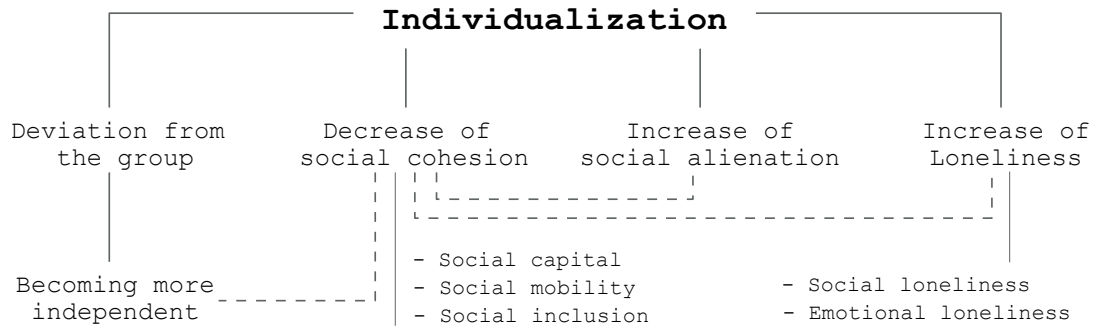 Individualization
Deviation from
the group
Decrease of
social cohesion
Increase of
social alienation
Increase of
Loneliness
Becoming more
independent
- Social capital
- Social mobility
- Social inclusion
- Social loneliness
- Emotional loneliness